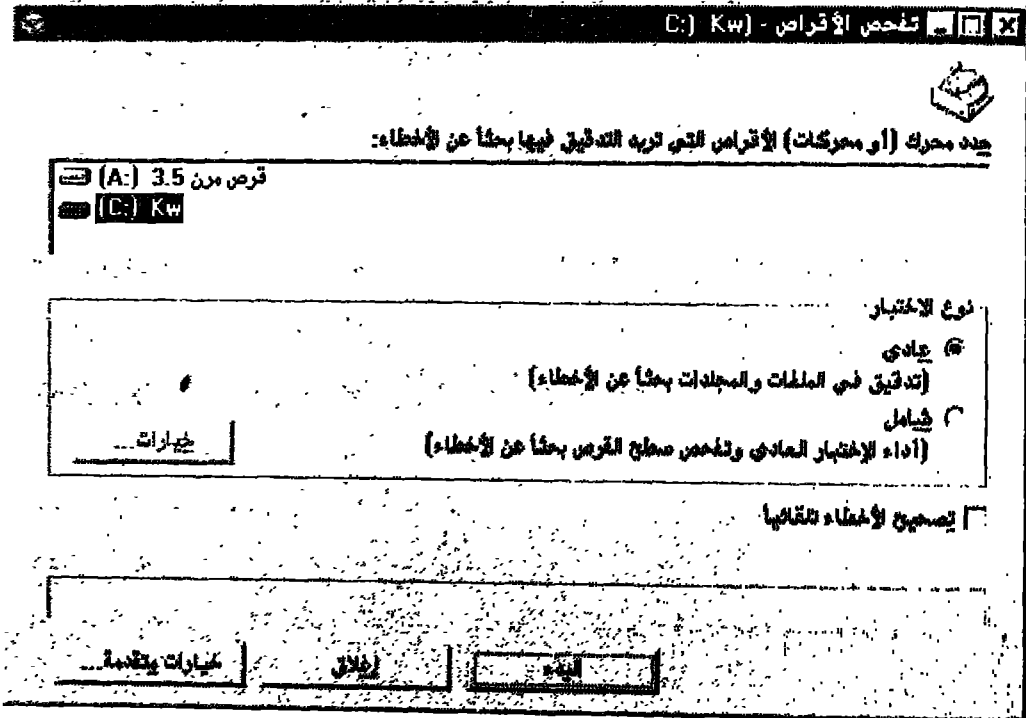 تفحص الأقراص - (C:) Kw
حدد محرك (أو محركات) الأقراص التي تريد التدقيق فيها بحثاً عن الأخطاء:
قرص مرن 3.5 (A:)
(C:) Kw
نوع الاختبار
عادي
(تدقيق في الملفات والمجلدات بحثاً عن الأخطاء)
شامل
(أداء الإختبار العادي وتفحص سطح القرص بحثاً عن الأخطاء)
خيارات...
تصحيح الأخطاء تلقائياً
البدء
إغلاق
خيارات متقدمة...